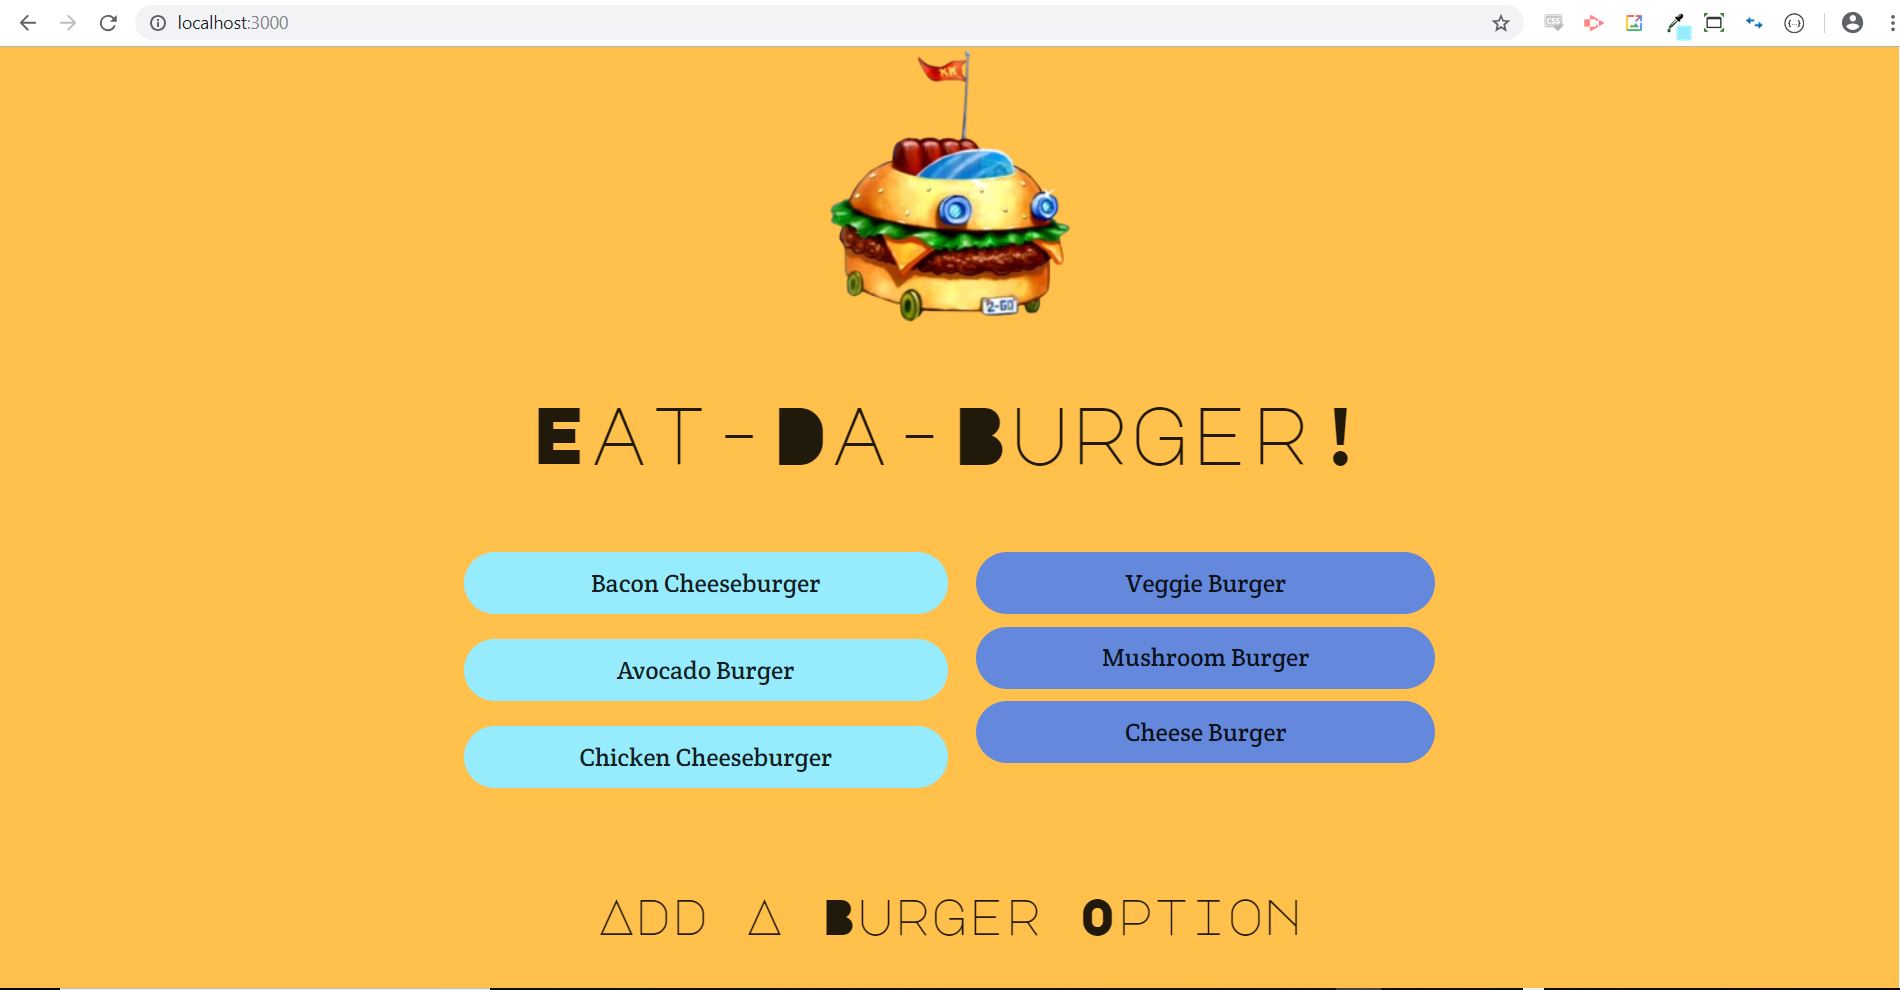 localhost:3000
CSS
KK
2-GO
Eat-Da-Burger!
Bacon Cheeseburger
Veggie Burger
Avocado Burger
Mushroom Burger
Chicken Cheeseburger
Cheese Burger
Add A Burger Option